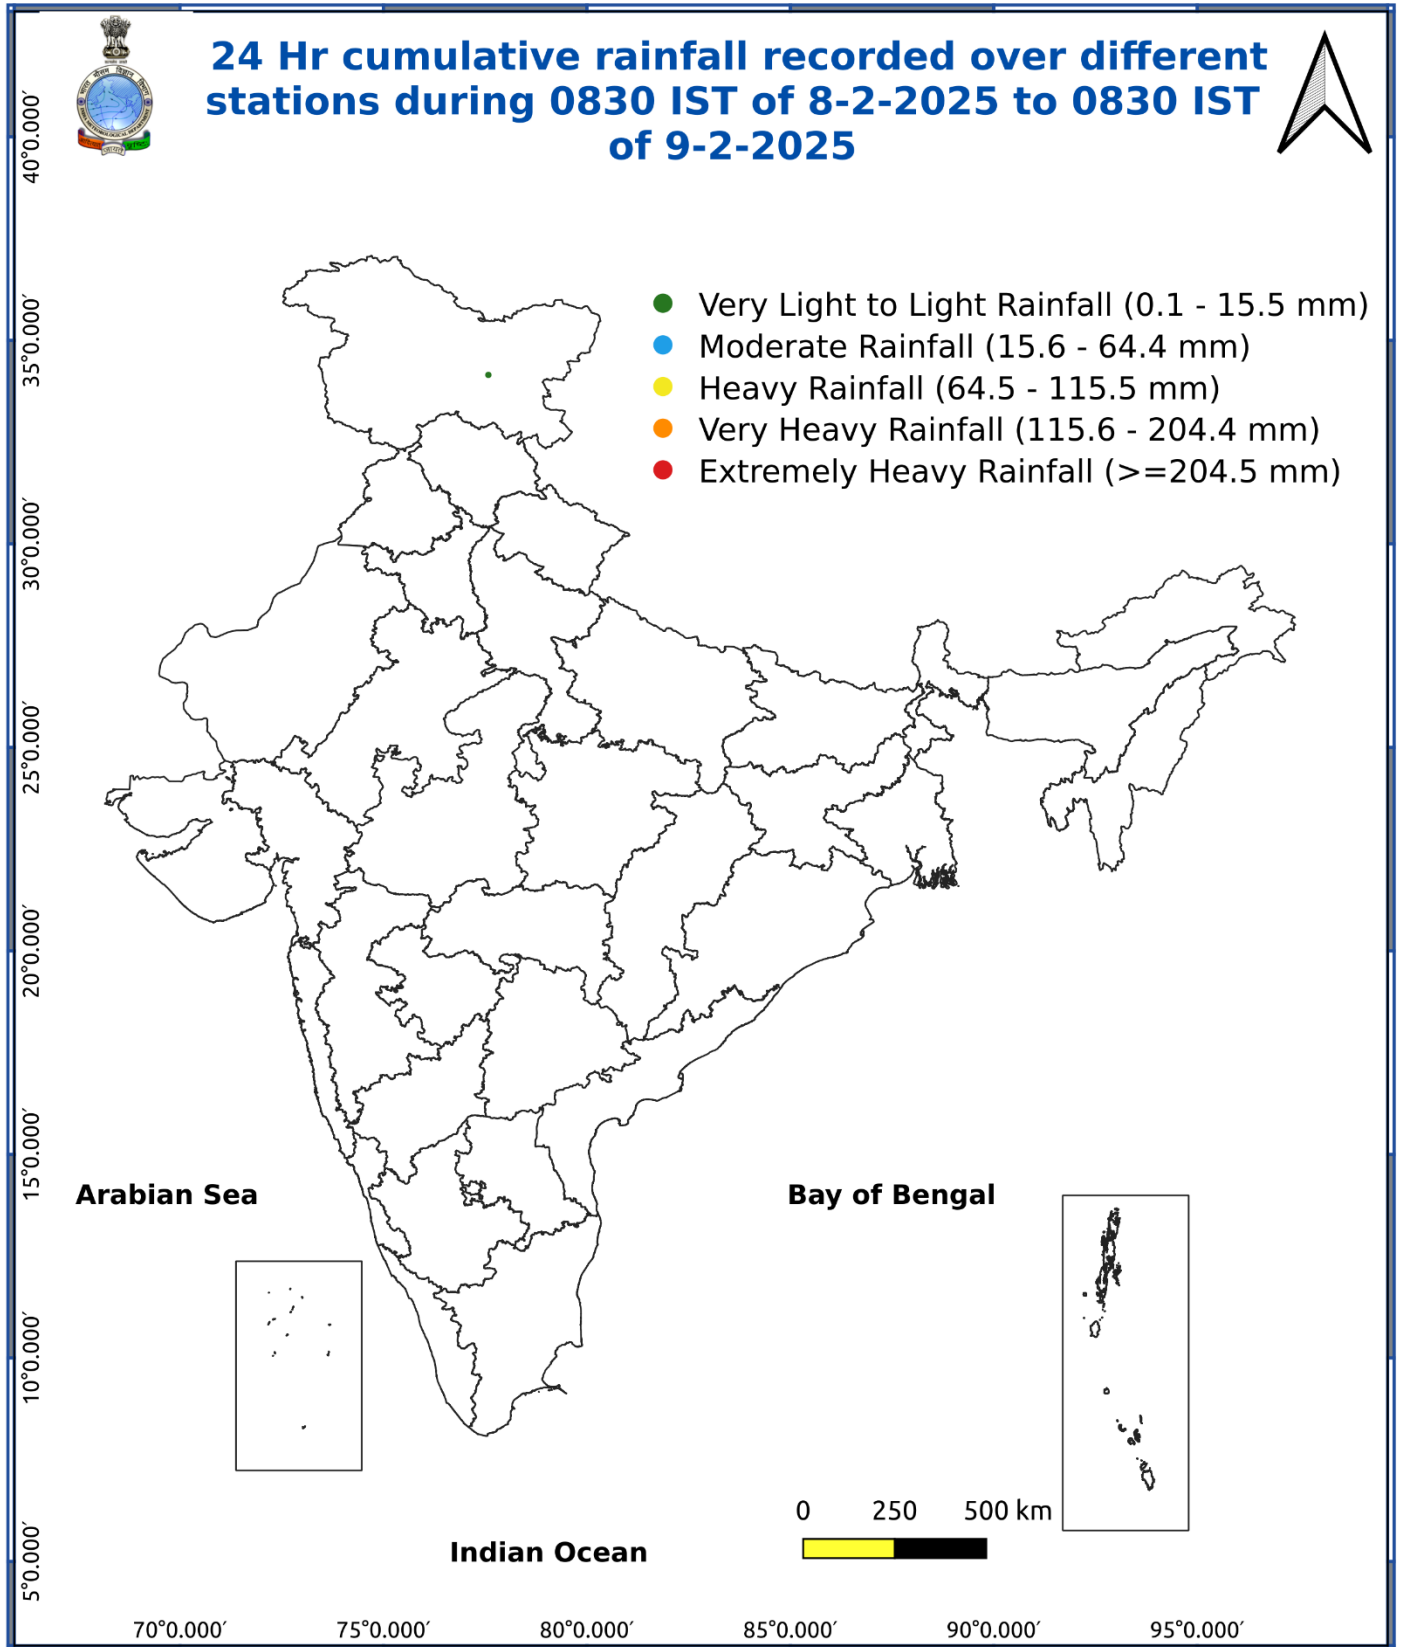 24 Hr cumulative rainfall recorded over different
stations during 0830 IST of 8-2-2025 to 0830 IST
of 9-2-2025
Very Light to Light Rainfall (0.1 - 15.5 mm)
Moderate Rainfall (15.6 - 64.4 mm)
Heavy Rainfall (64.5 - 115.5 mm)
Very Heavy Rainfall (115.6 - 204.4 mm)
Extremely Heavy Rainfall (>=204.5 mm)
40°0.000′
35°0.000′
30°0.000′
25°0.000′
20°0.000′
15°0.000′
10°0.000′
5°0.000′
Arabian Sea
Bay of Bengal
0 250 500 km
Indian Ocean
70°0.000′ 75°0.000′ 80°0.000′ 85°0.000′ 90°0.000′ 95°0.000′